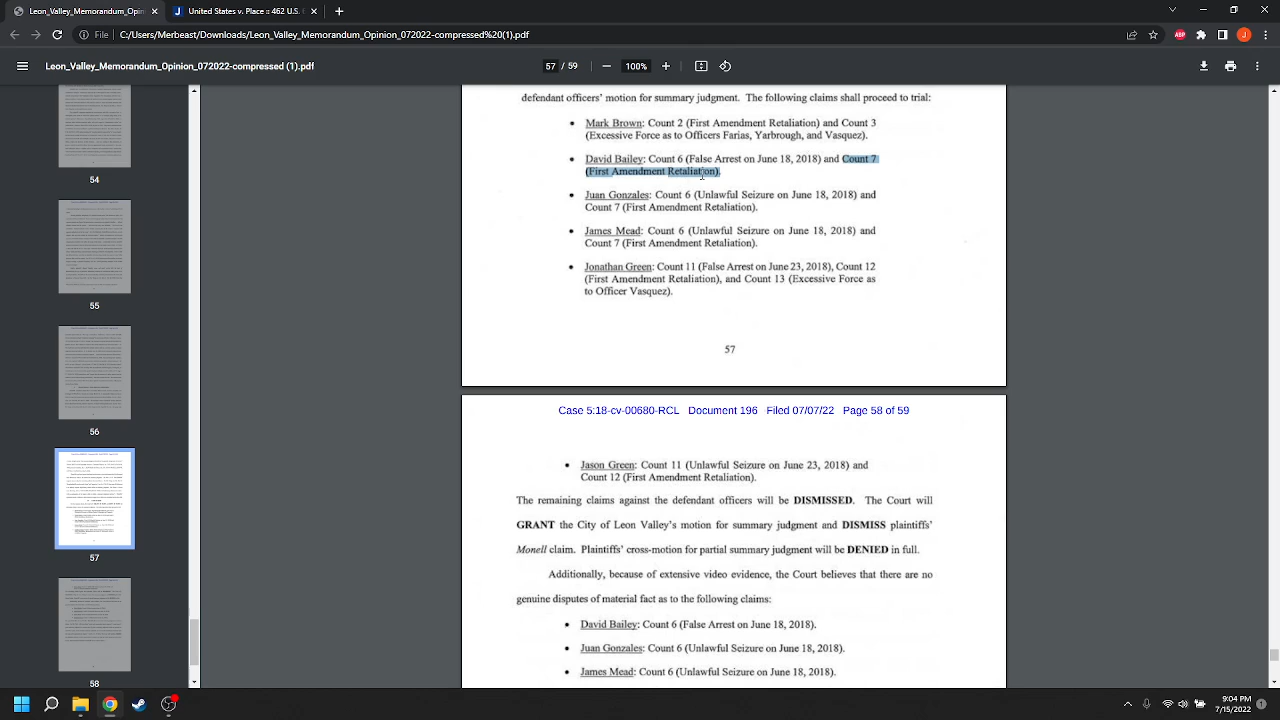 Adickes v. S. H. Kress Place :: 462 U.S
C:/Users/Meleas/Downloads/Leon_Valley_Memorandum_Opinion_072022-compressed (1).pdf
ABP
J
Leon_Valley_Memorandum_Opinion_072022-compressed (1).pdf
57 / 59
100%
defendant officers' motion for summary judgment. The following claims shall proceed to trial:
• Mark Brown: Count 2 (First Amendment Retaliation) and Count 3
(Excessive Force as to Officers Farias, Yarbrough, and Vasquez).
• David Bailey: Count 6 (False Arrest on June 18, 2018) and Count 7
(First Amendment Retaliation).
• Juan Gonzales: Count 6 (Unlawful Seizure on June 18, 2018) and
Count 7 (First Amendment Retaliation).
• James Mead: Count 6 (Unlawful Seizure on June 18, 2018) and
Count 7 (First Amendment Retaliation).
• Jonathan Green: Count 11 (False Arrest on June 23, 2018), Count 12
(First Amendment Retaliation), and Count 13 (Excessive Force as
to Officer Vasquez).
57
Case 5:18-cv-00680-RCL Document 196 Filed 07/07/22 Page 58 of 59
• Jason Green: Count 11 (Unlawful Seizure on June 23, 2018) and
Count 12 (First Amendment Retaliation).
The remaining claims against the defendant officers will be DISMISSED. The Court will
GRANT the City of Leon Valley's motion for summary judgment and DISMISS plaintiffs'
Monell claim. Plaintiffs' cross-motion for partial summary judgment will be DENIED in full.
Additionally, because of extensive video evidence, the Court believes that there are no
genuine disputes of material fact as to the following claims:
• David Bailey: Count 6 (False Arrest on June 18, 2018).
• Juan Gonzales: Count 6 (Unlawful Seizure on June 18, 2018).
• James Mead: Count 6 (Unlawful Seizure on June 18, 2018).
54
55
56
57
58
9:04 PM
7/15/2022